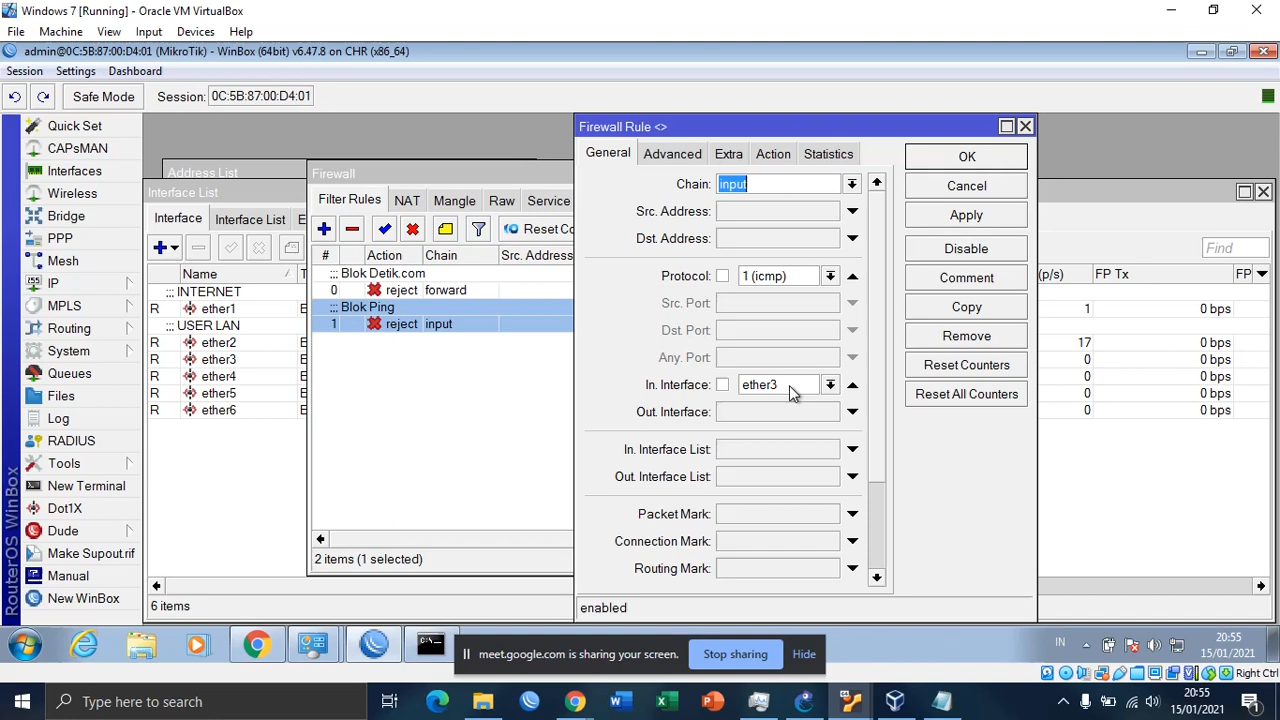 Windows 7 [Running] - Oracle VM VirtualBox
File Machine View Input Devices Help
admin@0C:5B:87:00:D4:01 (MikroTik) - WinBox (64bit) v6.47.8 on CHR (x86_64)
Session Settings Dashboard
Safe Mode Session: 0C:5B:87:00:D4:01
RouterOS WinBox
Quick Set
CAPsMAN
Interfaces
Wireless
Bridge
PPP
Mesh
IP
MPLS
Routing
System
Queues
Files
Log
RADIUS
Tools
New Terminal
Dot1X
Dude
Make Supout.rif
Manual
New WinBox
Address List
Interface List
Interface Interface List E
Name T
::: INTERNET
R ether1 E
::: USER LAN
R ether2 E
R ether3 E
R ether4 E
R ether5 E
R ether6 E
6 items
Firewall
Filter Rules NAT Mangle Raw Service
Reset Co
# Action Chain Src. Address
::: Blok Detik.com
0 reject forward
::: Blok Ping
1 reject input
2 items (1 selected)
Firewall Rule <>
General Advanced Extra Action Statistics
Chain: input
Src. Address:
Dst. Address:
Protocol: 1 (icmp)
Src. Port:
Dst. Port:
Any. Port:
In. Interface: ether3
Out. Interface:
In. Interface List:
Out. Interface List:
Packet Mark:
Connection Mark:
Routing Mark:
enabled
OK
Cancel
Apply
Disable
Comment
Copy
Remove
Reset Counters
Reset All Counters
Find
(p/s) FP Tx FP
1 0 bps
17 0 bps
0 0 bps
0 0 bps
0 0 bps
0 0 bps
IN 20:55
15/01/2021
meet.google.com is sharing your screen. Stop sharing Hide
Right Ctrl
Type here to search
20:55
15/01/2021
1